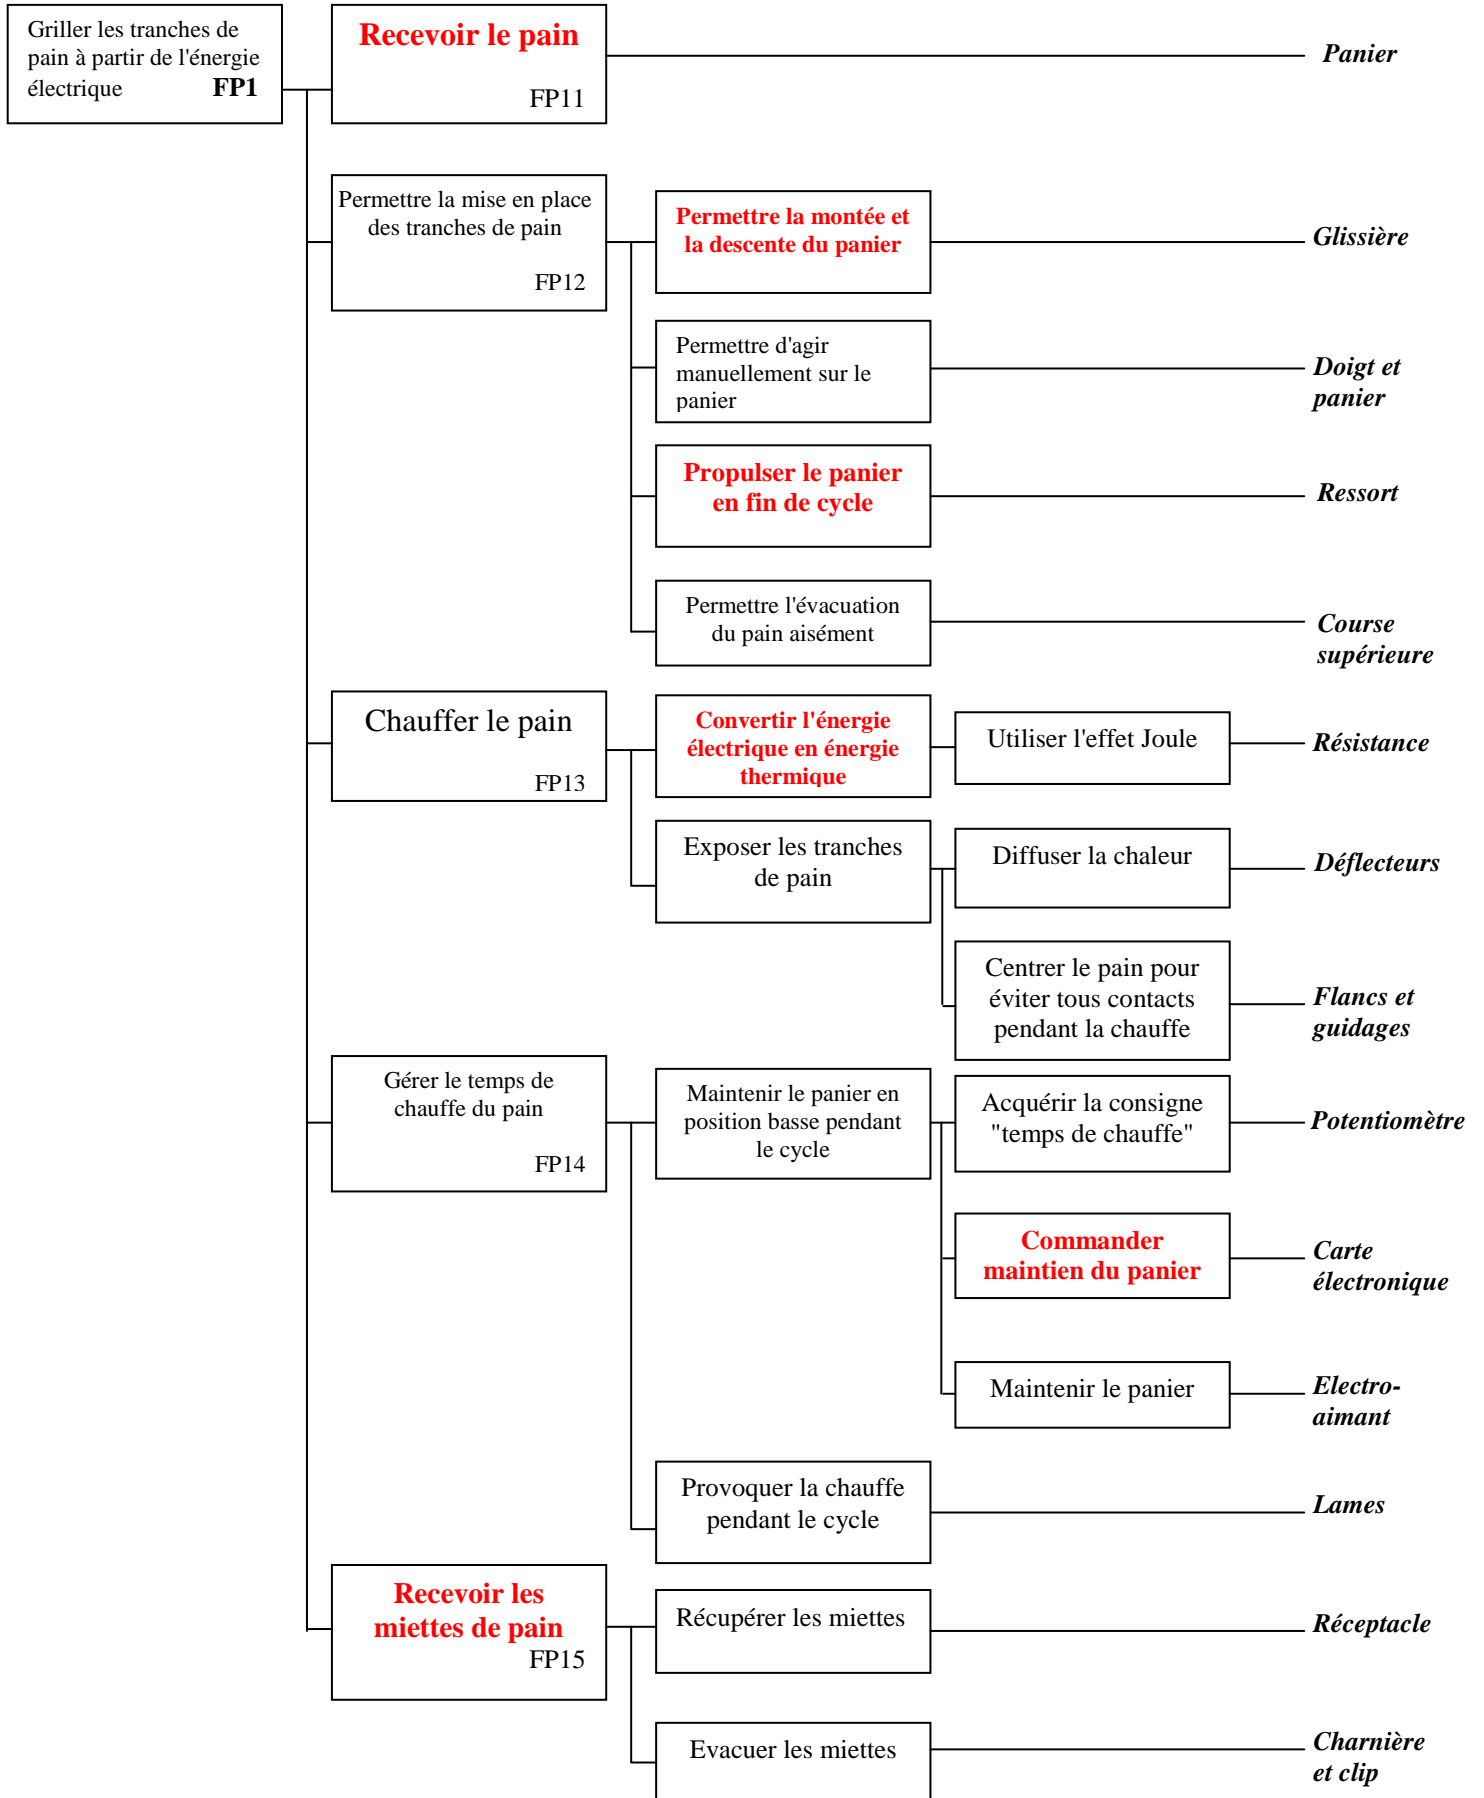 Griller les tranches de
pain à partir de l'énergie
électrique FP1
Recevoir le pain
FP11
Panier
Permettre la mise en place
des tranches de pain
FP12
Permettre la montée et
la descente du panier
Glissière
Permettre d'agir
manuellement sur le
panier
Doigt et
panier
Propulser le panier
en fin de cycle
Ressort
Permettre l'évacuation
du pain aisément
Course
supérieure
Chauffer le pain
FP13
Convertir l'énergie
électrique en énergie
thermique
Utiliser l'effet Joule
Résistance
Exposer les tranches
de pain
Diffuser la chaleur
Déflecteurs
Centrer le pain pour
éviter tous contacts
pendant la chauffe
Flancs et
guidages
Gérer le temps de
chauffe du pain
FP14
Maintenir le panier en
position basse pendant
le cycle
Acquérir la consigne
"temps de chauffe"
Potentiomètre
Commander
maintien du panier
Carte
électronique
Maintenir le panier
Electro-
aimant
Provoquer la chauffe
pendant le cycle
Lames
Recevoir les
miettes de pain
FP15
Récupérer les miettes
Réceptacle
Evacuer les miettes
Charnière
et clip